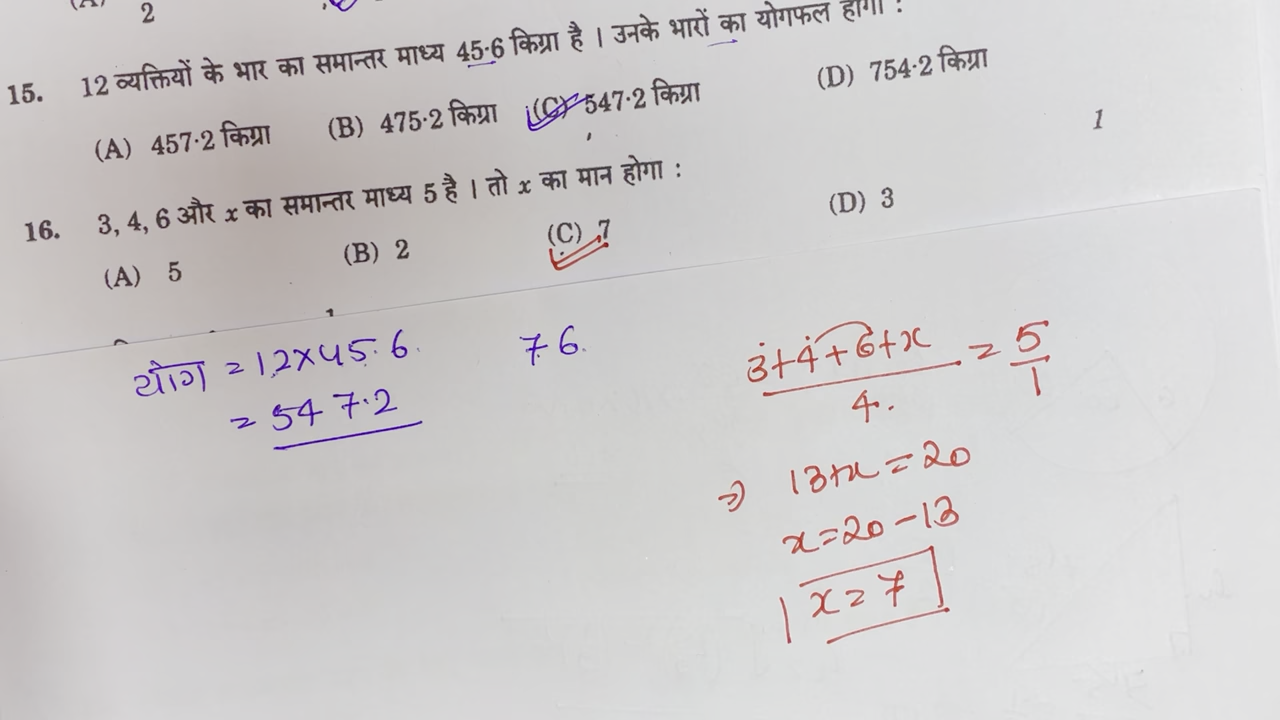 2
15. 12 व्यक्तियों के भार का समान्तर माध्य 45·6 किग्रा है । उनके भारों का योगफल होगा :
(A) 457·2 किग्रा (B) 475·2 किग्रा (C) 547·2 किग्रा (D) 754·2 किग्रा
1
16. 3, 4, 6 और x का समान्तर माध्य 5 है । तो x का मान होगा :
(A) 5 (B) 2 (C) 7 (D) 3
योग = 12×45.6
= 547.2
76.
3+4+6+x / 4. = 5/1
⇒ 13+x = 20
x = 20 - 13
x = 7